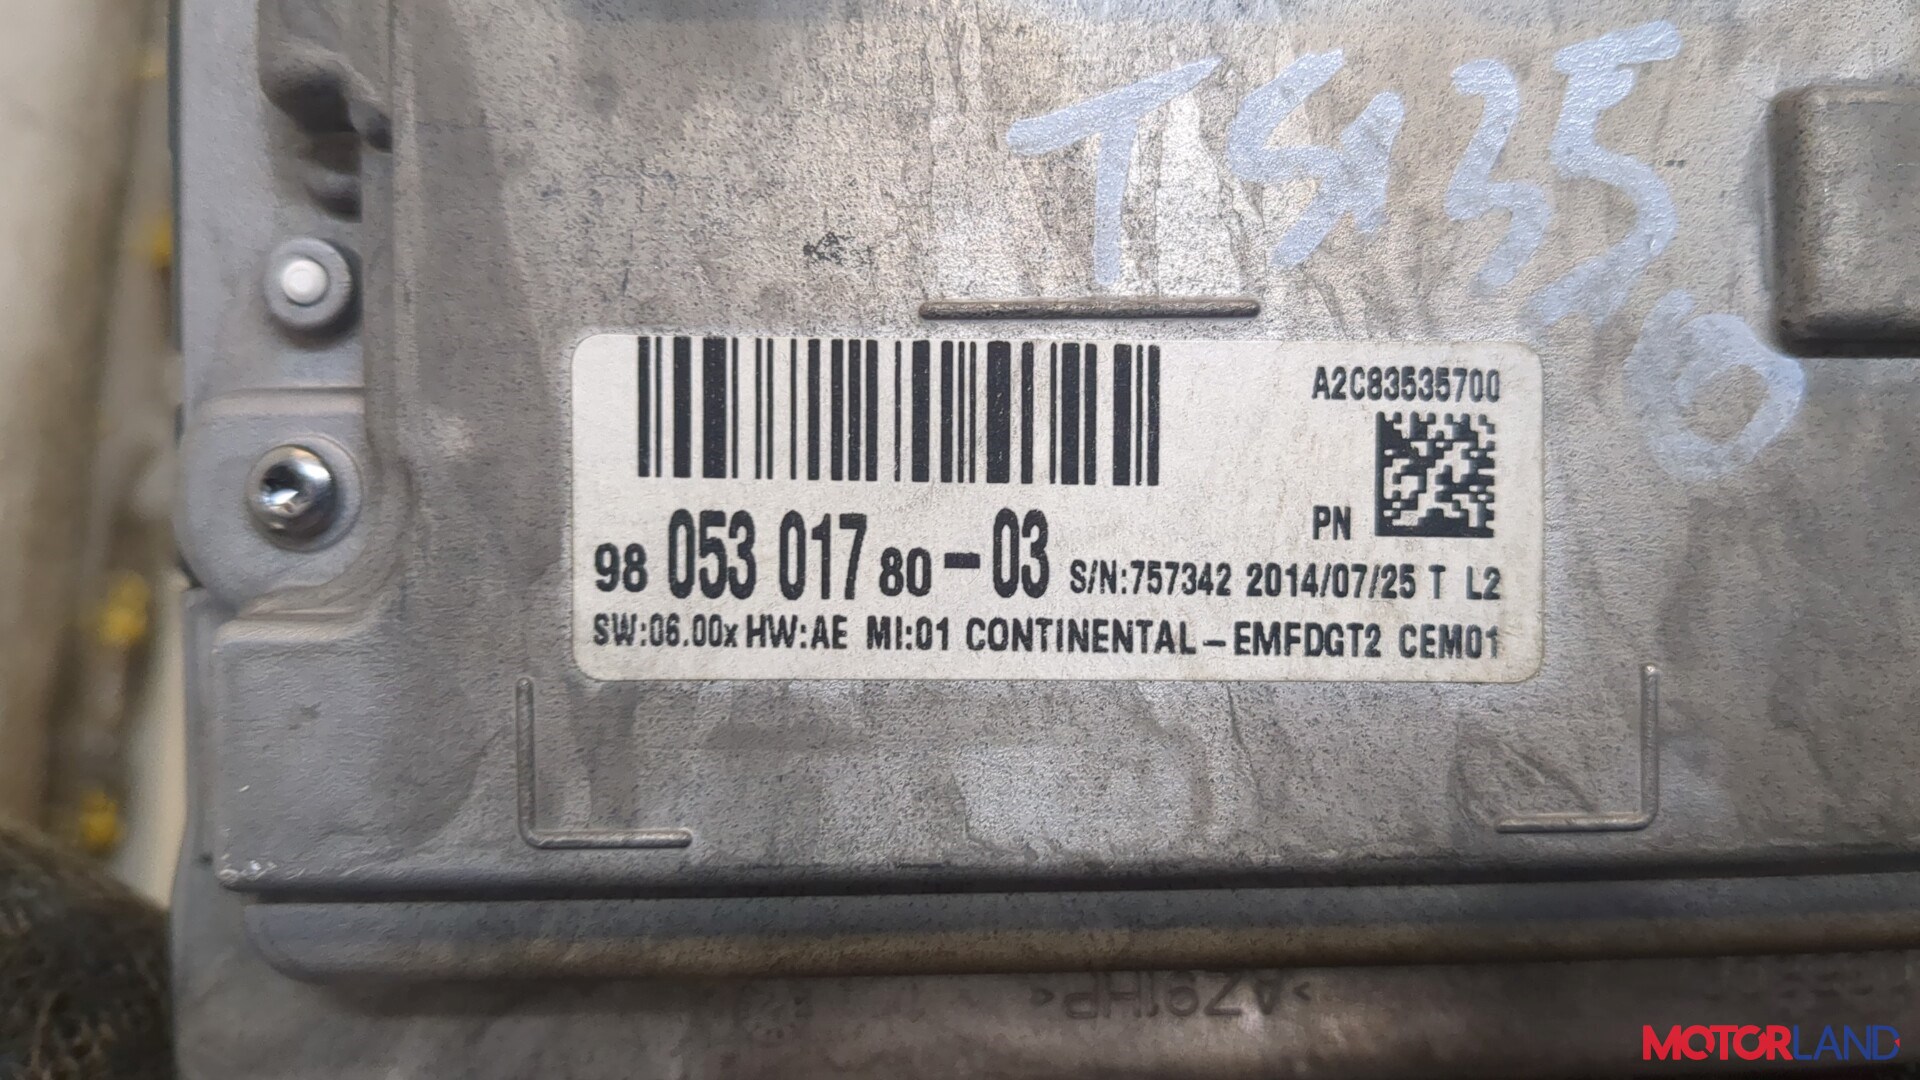 TSA350
A2C83535700
PN
98 053 017 80-03 S/N:757342 2014/07/25 T L2
SW:06.00x HW:AE MI:01 CONTINENTAL-EMFDGT2 CEM01
MOTORLAND